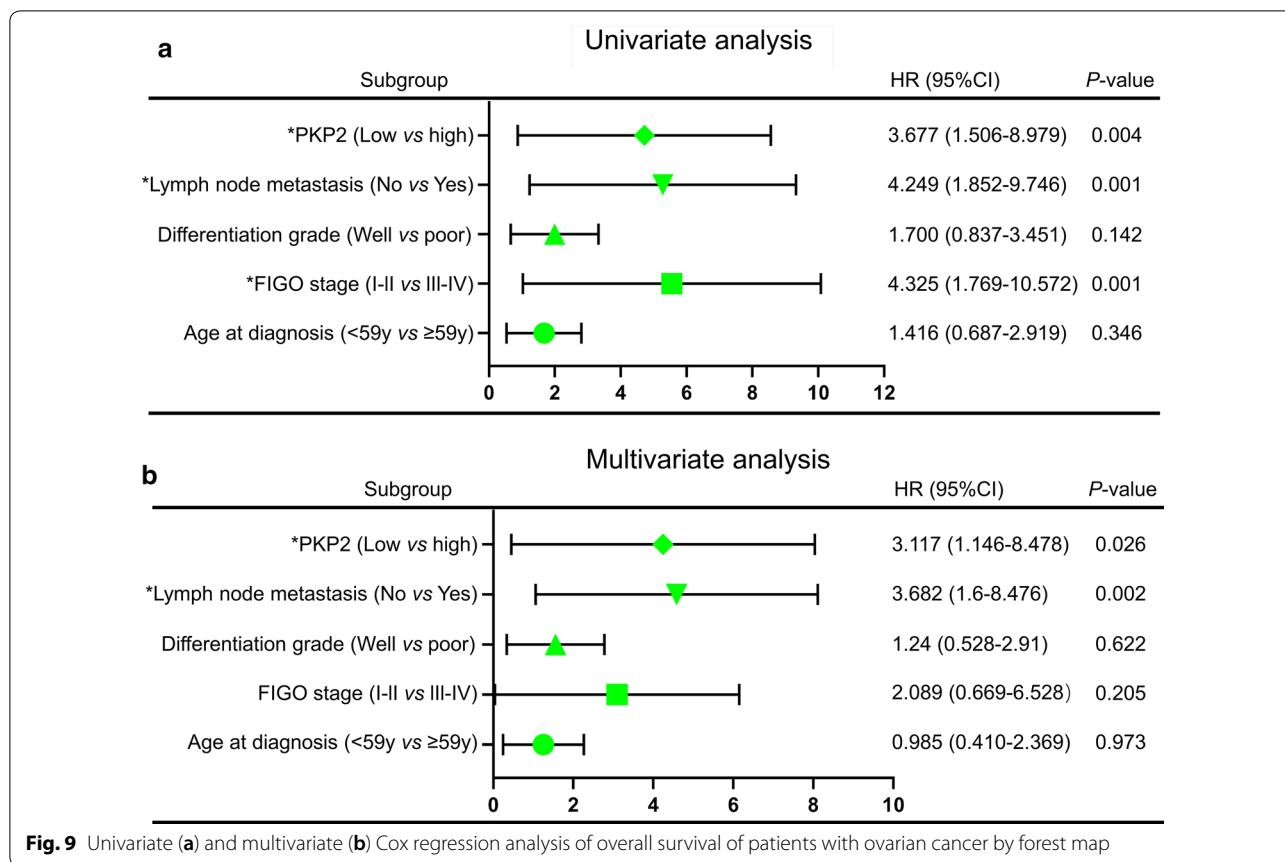 a
Univariate analysis
Subgroup HR (95%CI) P-value
*PKP2 (Low vs high) 3.677 (1.506-8.979) 0.004
*Lymph node metastasis (No vs Yes) 4.249 (1.852-9.746) 0.001
Differentiation grade (Well vs poor) 1.700 (0.837-3.451) 0.142
*FIGO stage (I-II vs III-IV) 4.325 (1.769-10.572) 0.001
Age at diagnosis (<59y vs ≥59y) 1.416 (0.687-2.919) 0.346
0 2 4 6 8 10 12
b
Multivariate analysis
Subgroup HR (95%CI) P-value
*PKP2 (Low vs high) 3.117 (1.146-8.478) 0.026
*Lymph node metastasis (No vs Yes) 3.682 (1.6-8.476) 0.002
Differentiation grade (Well vs poor) 1.24 (0.528-2.91) 0.622
FIGO stage (I-II vs III-IV) 2.089 (0.669-6.528) 0.205
Age at diagnosis (<59y vs ≥59y) 0.985 (0.410-2.369) 0.973
0 2 4 6 8 10
Fig. 9 Univariate (a) and multivariate (b) Cox regression analysis of overall survival of patients with ovarian cancer by forest map